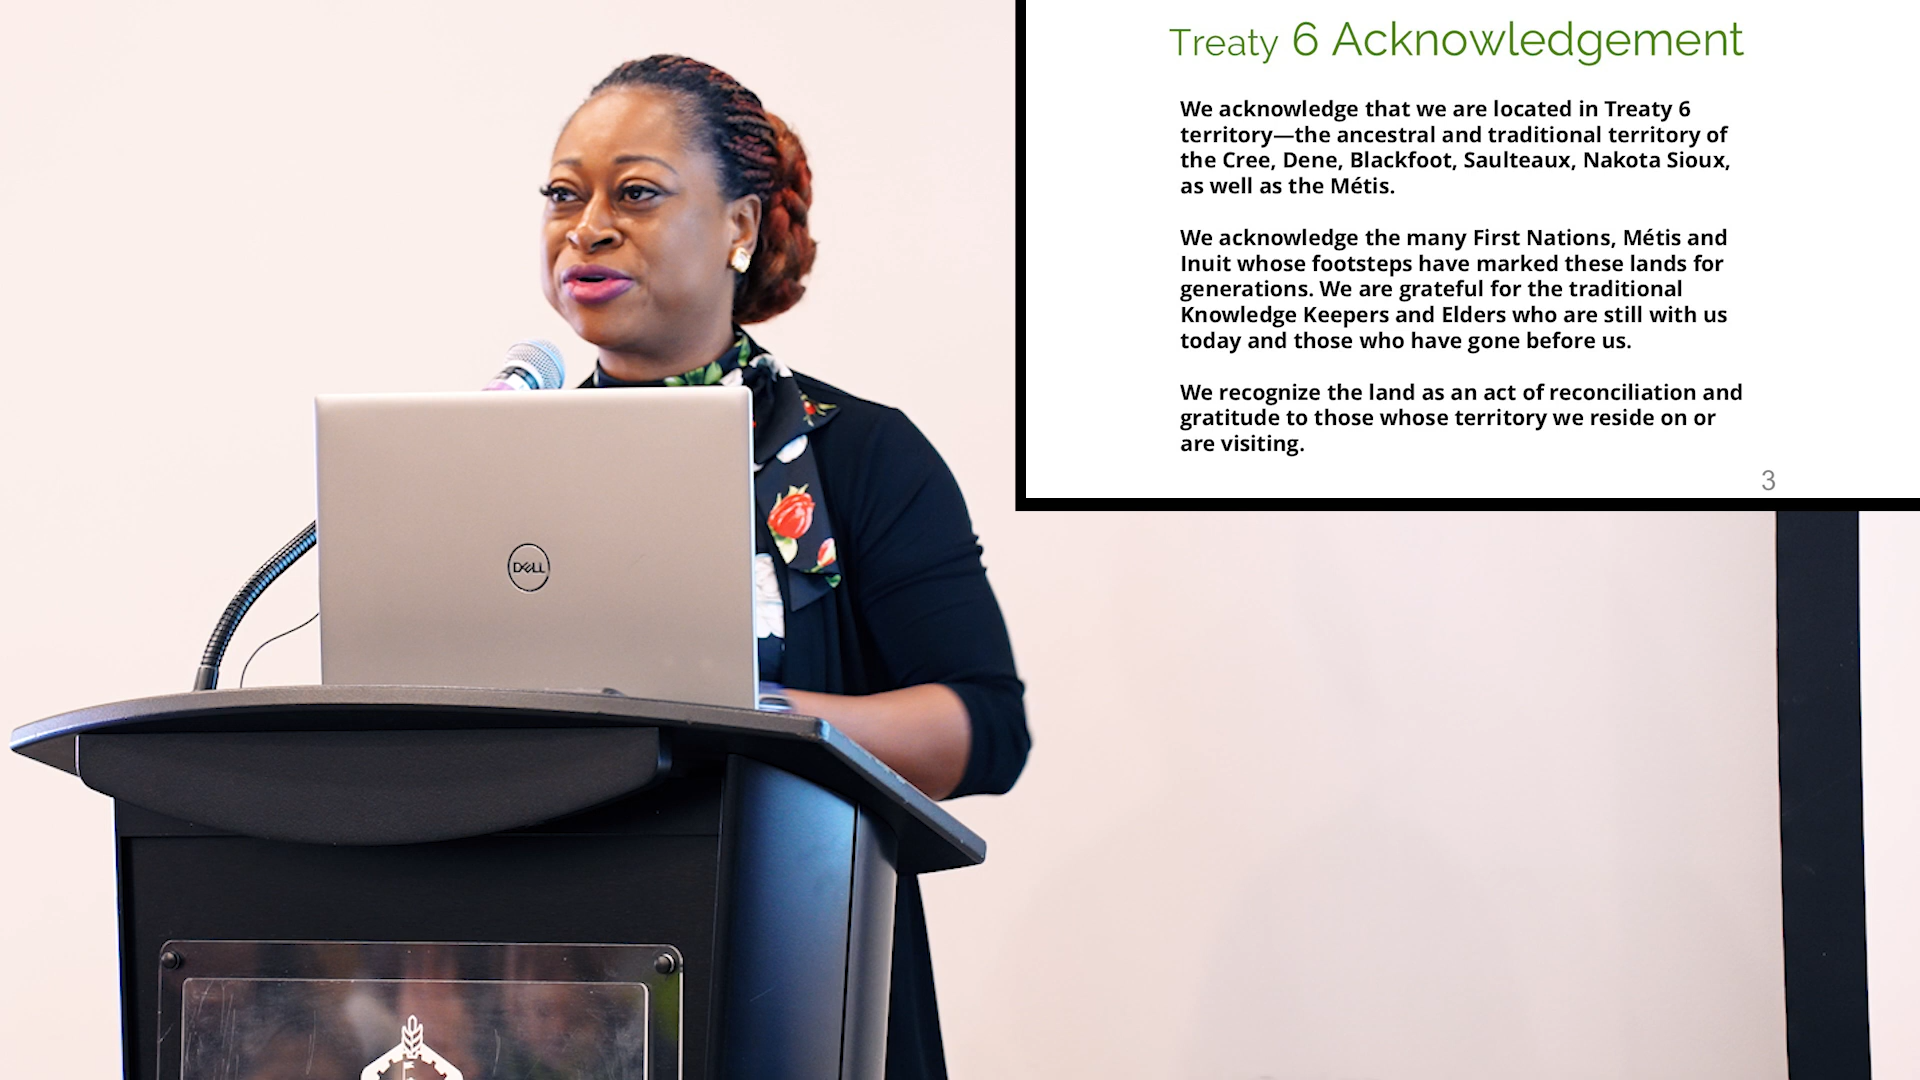 Treaty 6 Acknowledgement
We acknowledge that we are located in Treaty 6
territory—the ancestral and traditional territory of
the Cree, Dene, Blackfoot, Saulteaux, Nakota Sioux,
as well as the Métis.
We acknowledge the many First Nations, Métis and
Inuit whose footsteps have marked these lands for
generations. We are grateful for the traditional
Knowledge Keepers and Elders who are still with us
today and those who have gone before us.
We recognize the land as an act of reconciliation and
gratitude to those whose territory we reside on or
are visiting.
3
DELL